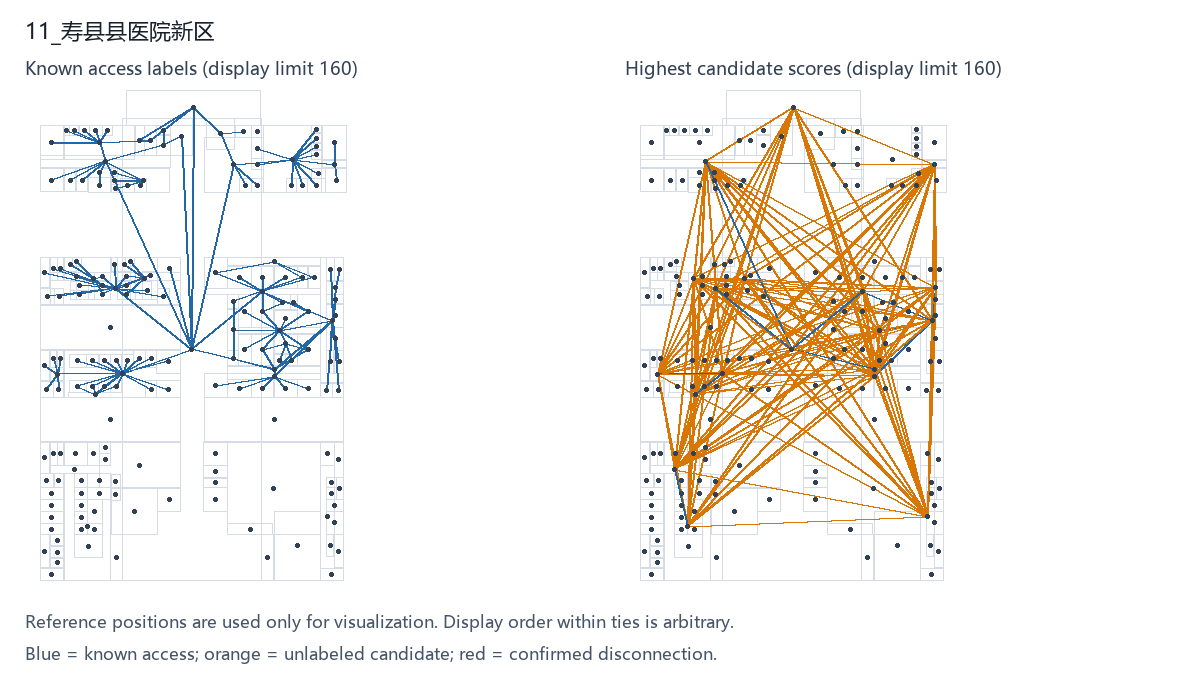 11_寿县县医院新区
Known access labels (display limit 160)
Highest candidate scores (display limit 160)
Reference positions are used only for visualization. Display order within ties is arbitrary.
Blue = known access; orange = unlabeled candidate; red = confirmed disconnection.